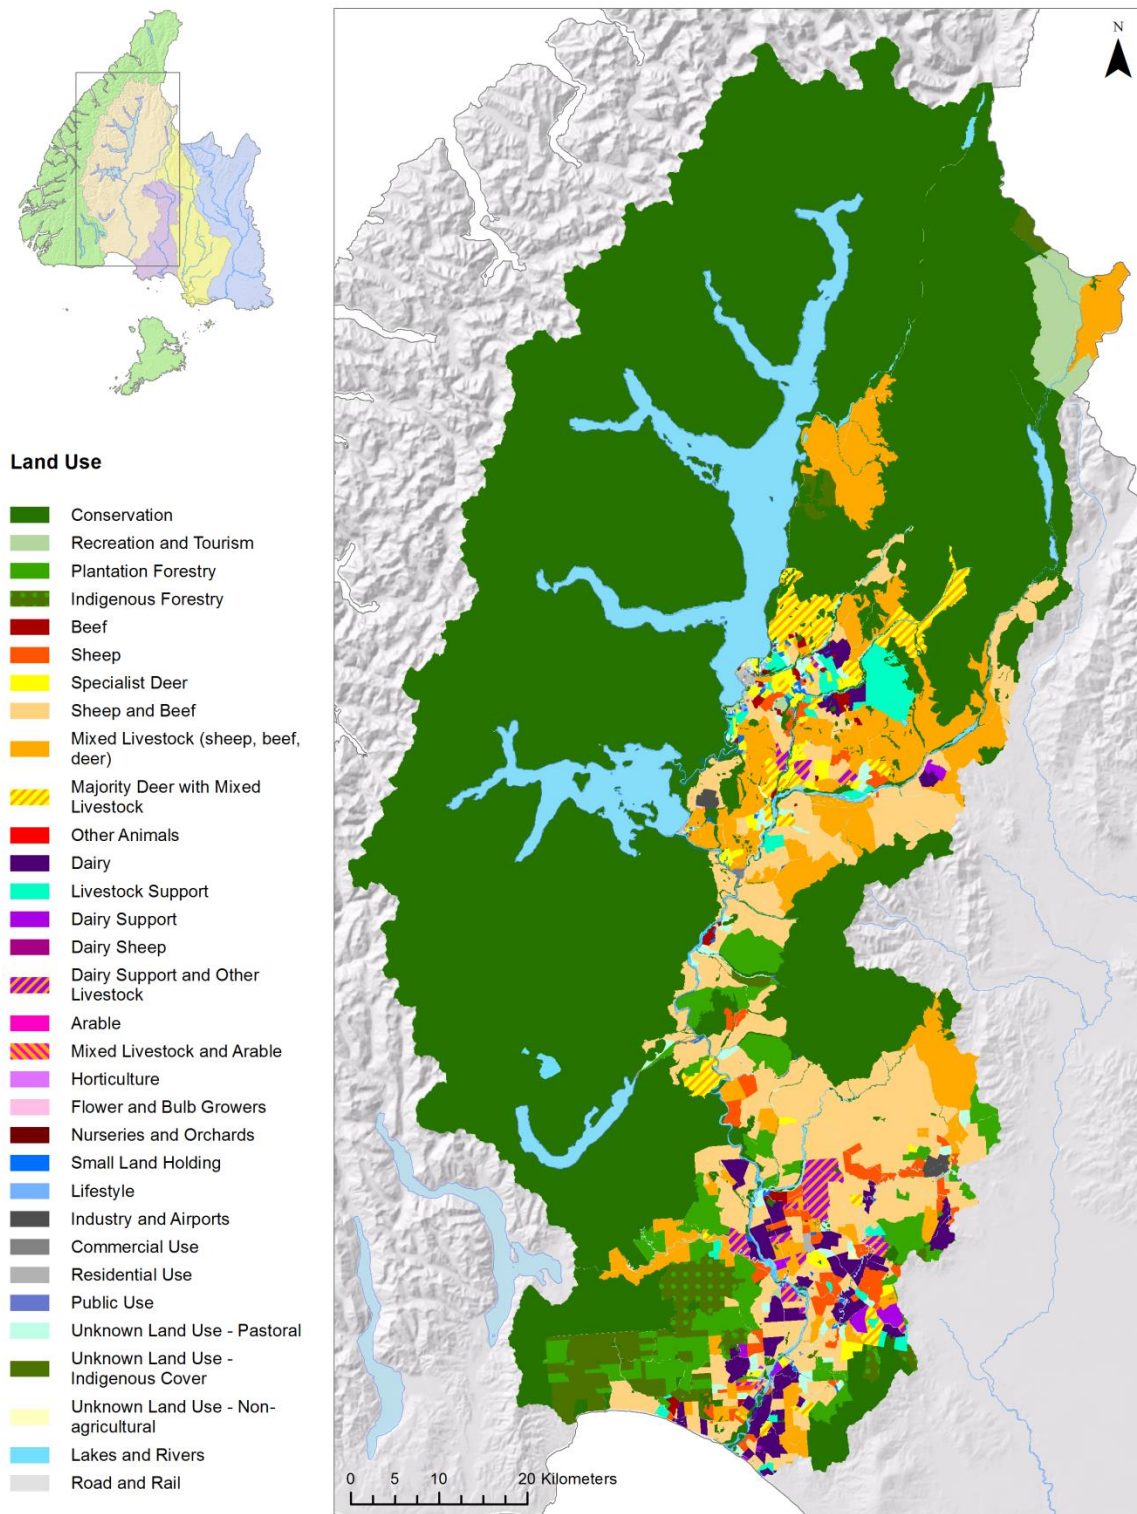 N
Land Use
Conservation
Recreation and Tourism
Plantation Forestry
Indigenous Forestry
Beef
Sheep
Specialist Deer
Sheep and Beef
Mixed Livestock (sheep, beef,
deer)
Majority Deer with Mixed
Livestock
Other Animals
Dairy
Livestock Support
Dairy Support
Dairy Sheep
Dairy Support and Other
Livestock
Arable
Mixed Livestock and Arable
Horticulture
Flower and Bulb Growers
Nurseries and Orchards
Small Land Holding
Lifestyle
Industry and Airports
Commercial Use
Residential Use
Public Use
Unknown Land Use - Pastoral
Unknown Land Use -
Indigenous Cover
Unknown Land Use - Non-
agricultural
Lakes and Rivers
Road and Rail
0 5 10 20 Kilometers